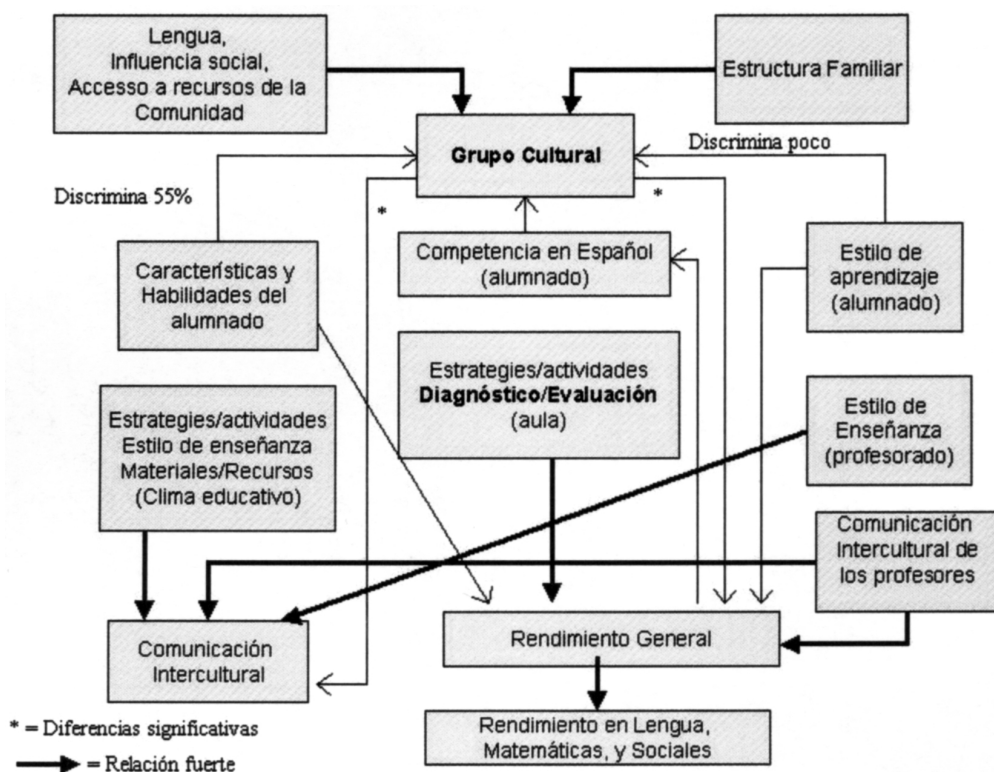 Lengua,
Influencia social,
Accesso a recursos de la
Comunidad
Estructura Familiar
Grupo Cultural
Discrimina poco
Discrimina 55%
*
*
Competencia en Español
(alumnado)
Características y
Habilidades del
alumnado
Estilo de
aprendizaje
(alumnado)
Estrategies/actividades
Diagnóstico/Evaluación
(aula)
Estrategies/actividades
Estilo de enseñanza
Materiales/Recursos
(Clima educativo)
Estilo de
Enseñanza
(profesorado)
Comunicación
Intercultural de
los profesores
Comunicación
Intercultural
Rendimiento General
Rendimiento en Lengua,
Matemáticas, y Sociales
* = Diferencias significativas
= Relación fuerte